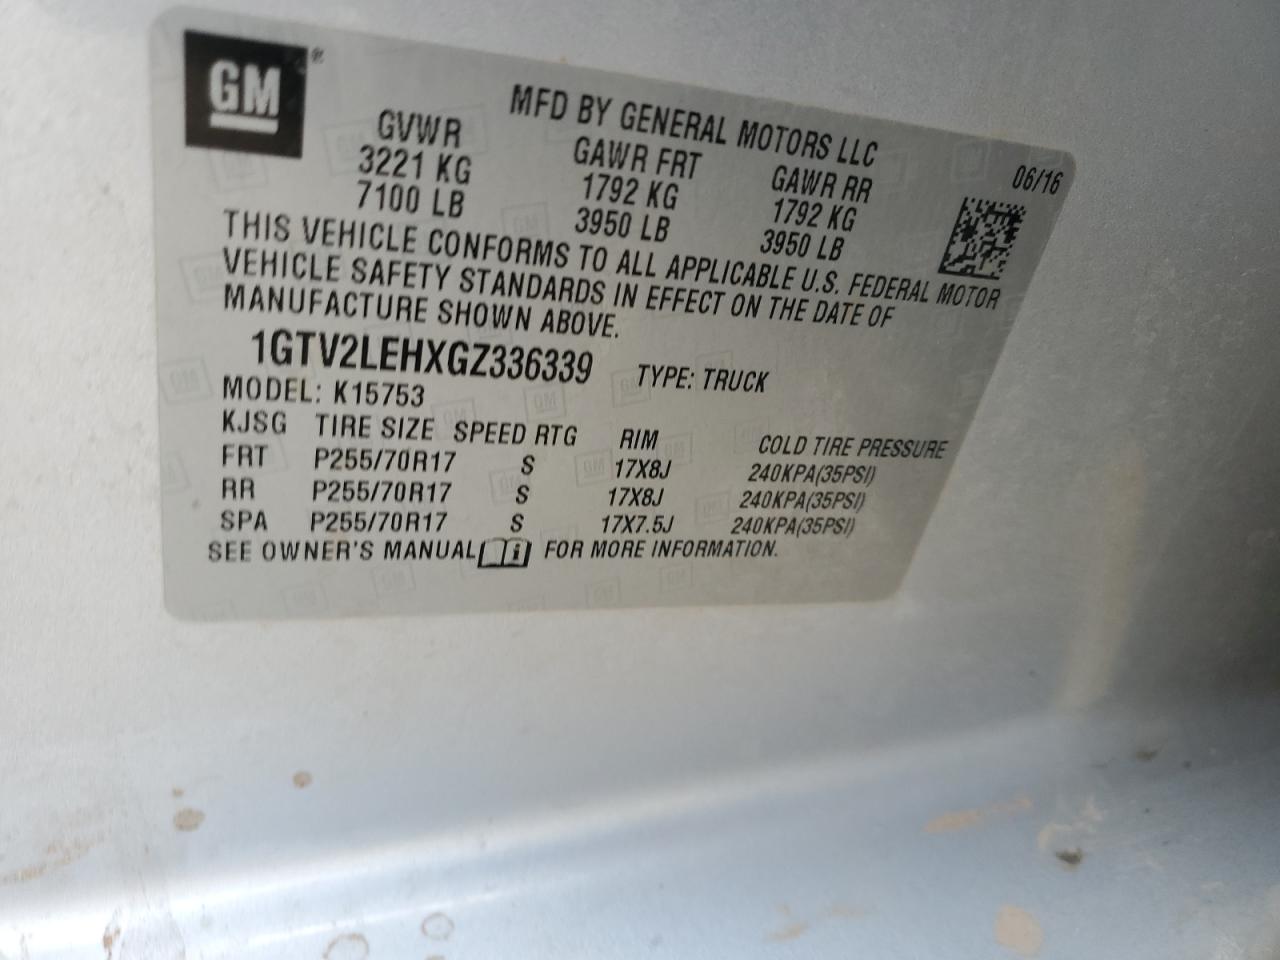 GM®
MFD BY GENERAL MOTORS LLC
06/16
GVWR GAWR FRT GAWR RR
3221 KG 1792 KG 1792 KG
7100 LB 3950 LB 3950 LB
THIS VEHICLE CONFORMS TO ALL APPLICABLE U.S. FEDERAL MOTOR
VEHICLE SAFETY STANDARDS IN EFFECT ON THE DATE OF
MANUFACTURE SHOWN ABOVE.
1GTV2LEHXGZ336339 TYPE: TRUCK
MODEL: K15753
KJSG TIRE SIZE SPEED RTG RIM COLD TIRE PRESSURE
FRT P255/70R17 S 17X8J 240KPA(35PSI)
RR P255/70R17 S 17X8J 240KPA(35PSI)
SPA P255/70R17 S 17X7.5J 240KPA(35PSI)
SEE OWNER'S MANUAL FOR MORE INFORMATION.